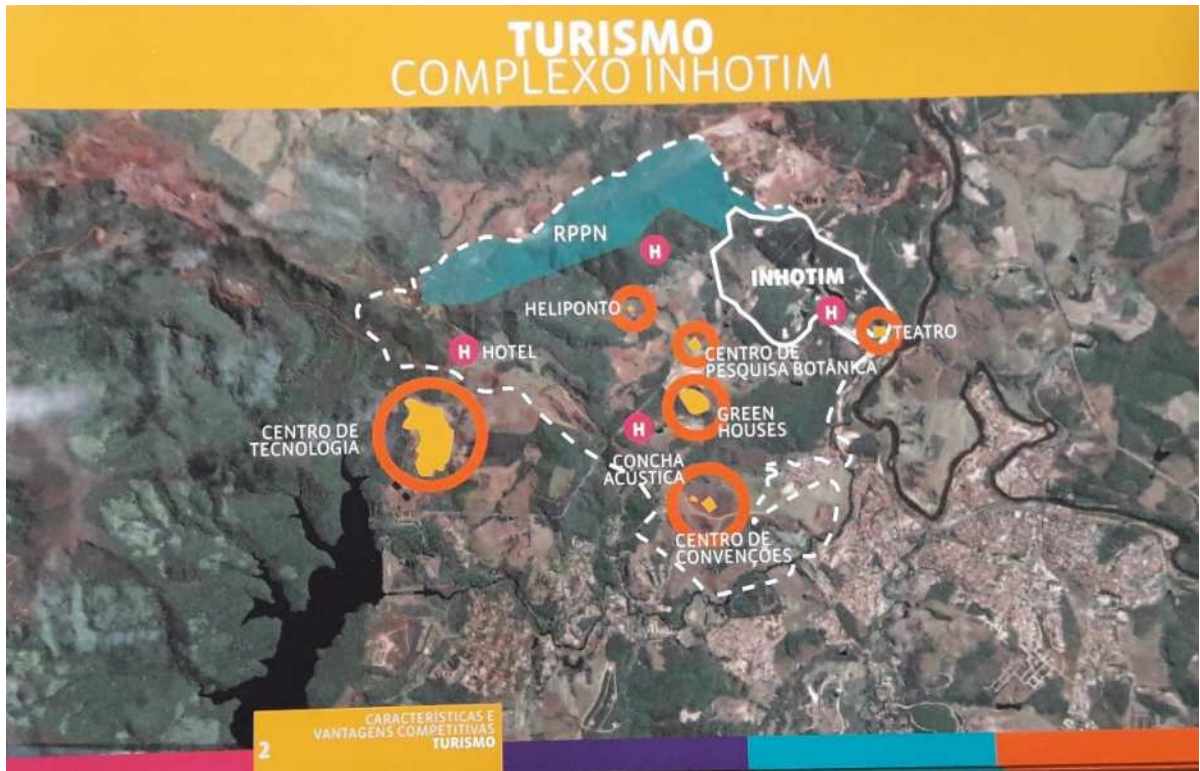 TURISMO
COMPLEXO INHOTIM
RPPN
H
INHOTIM
HELIPONTO
H
TEATRO
H HOTEL
CENTRO DE
PESQUISA BOTÂNICA
GREEN
HOUSES
H
CENTRO DE
TECNOLOGIA
CONCHA
ACÚSTICA
CENTRO DE
CONVENÇÕES
2
CARACTERÍSTICAS E
VANTAGENS COMPETITIVAS
TURISMO